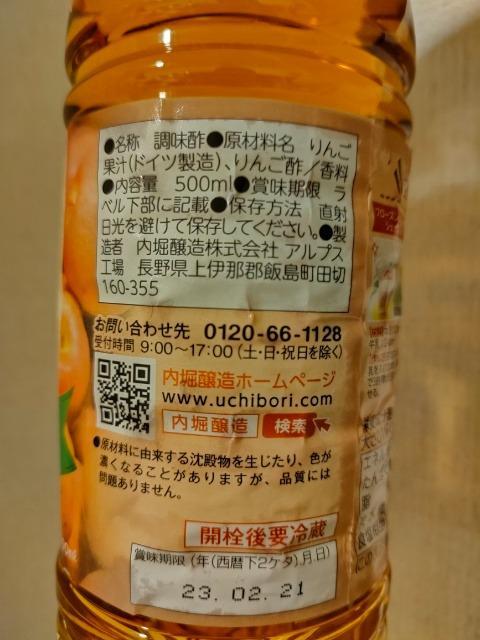 ●名称 調味酢●原材料名 りんご
果汁(ドイツ製造)、りんご酢／香料
●内容量 500ml●賞味期限 ラ
ベル下部に記載●保存方法 直射
日光を避けて保存してください。●製
造者 内堀醸造株式会社 アルプス
工場 長野県上伊那郡飯島町田切
160-355
お問い合わせ先 0120-66-1128
受付時間 9:00～17:00(土・日・祝日を除く)
内堀醸造ホームページ
www.uchibori.com
内堀醸造 検索
●原材料に由来する沈殿物を生じたり、色が
濃くなることがありますが、品質には
問題ありません。
開栓後要冷蔵
賞味期限(年(西暦下2ケタ).月.日)
23.02.21